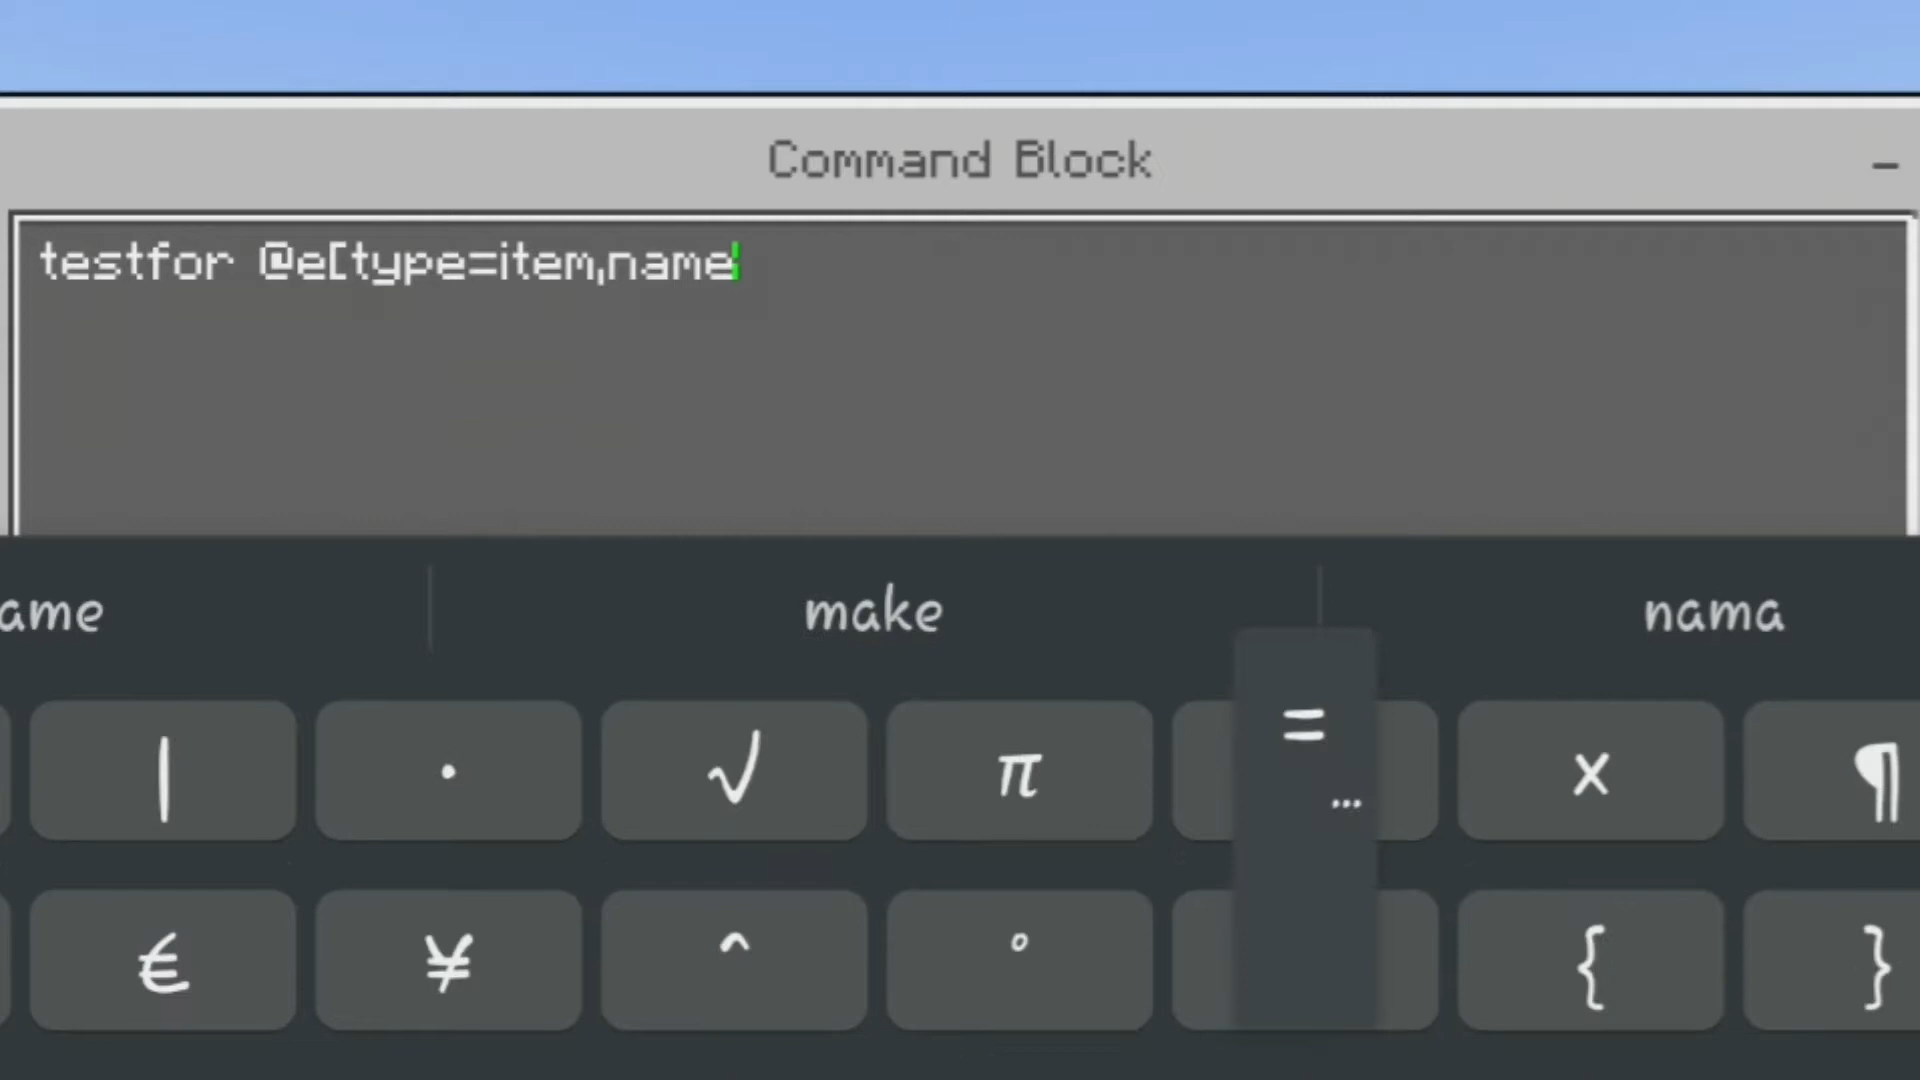 Command Block
testfor @e[type=item,name
ame
make
nama
| · √ π = ... x ¶
€ ¥ ^ ° { }